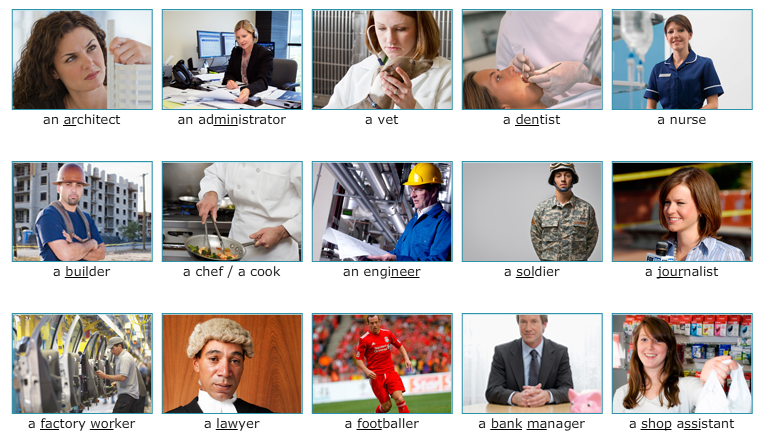 an architect
an administrator
a vet
a dentist
a nurse
a builder
a chef / a cook
an engineer
a soldier
a journalist
a factory worker
a lawyer
a footballer
a bank manager
a shop assistant